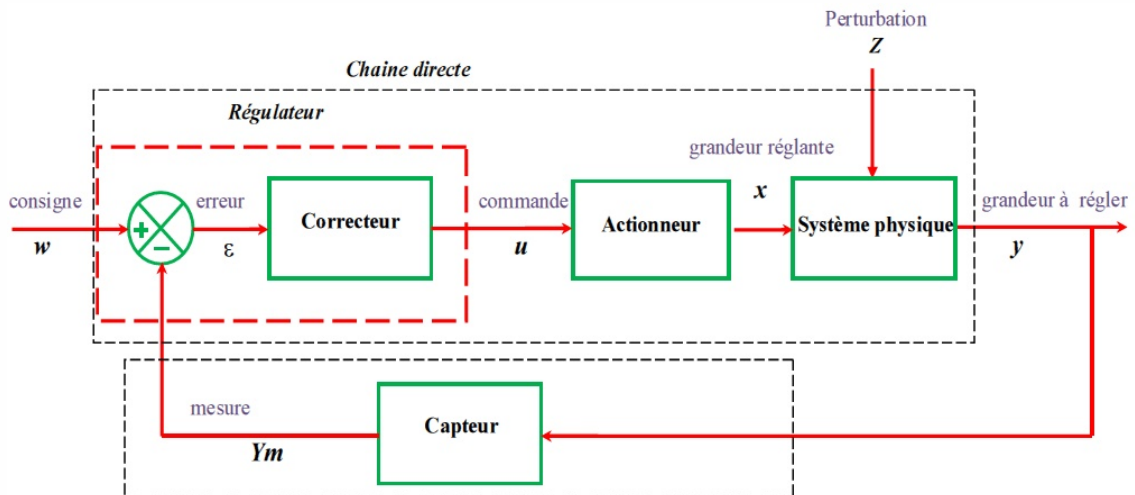 Perturbation
Z
Chaine directe
Régulateur
grandeur réglante
consigne
erreur
Correcteur
commande
Actionneur
x
Système physique
grandeur à régler
+
−
w
ε
u
y
mesure
Capteur
Ym